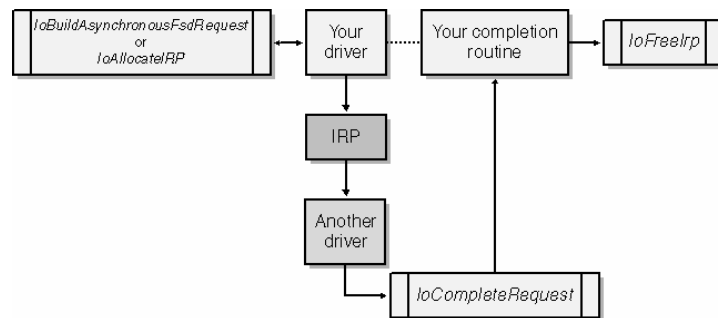 IoBuildAsynchronousFsdRequest
or
IoAllocateIRP
Your
driver
Your completion
routine
IoFreeIrp
IRP
Another
driver
IoCompleteRequest